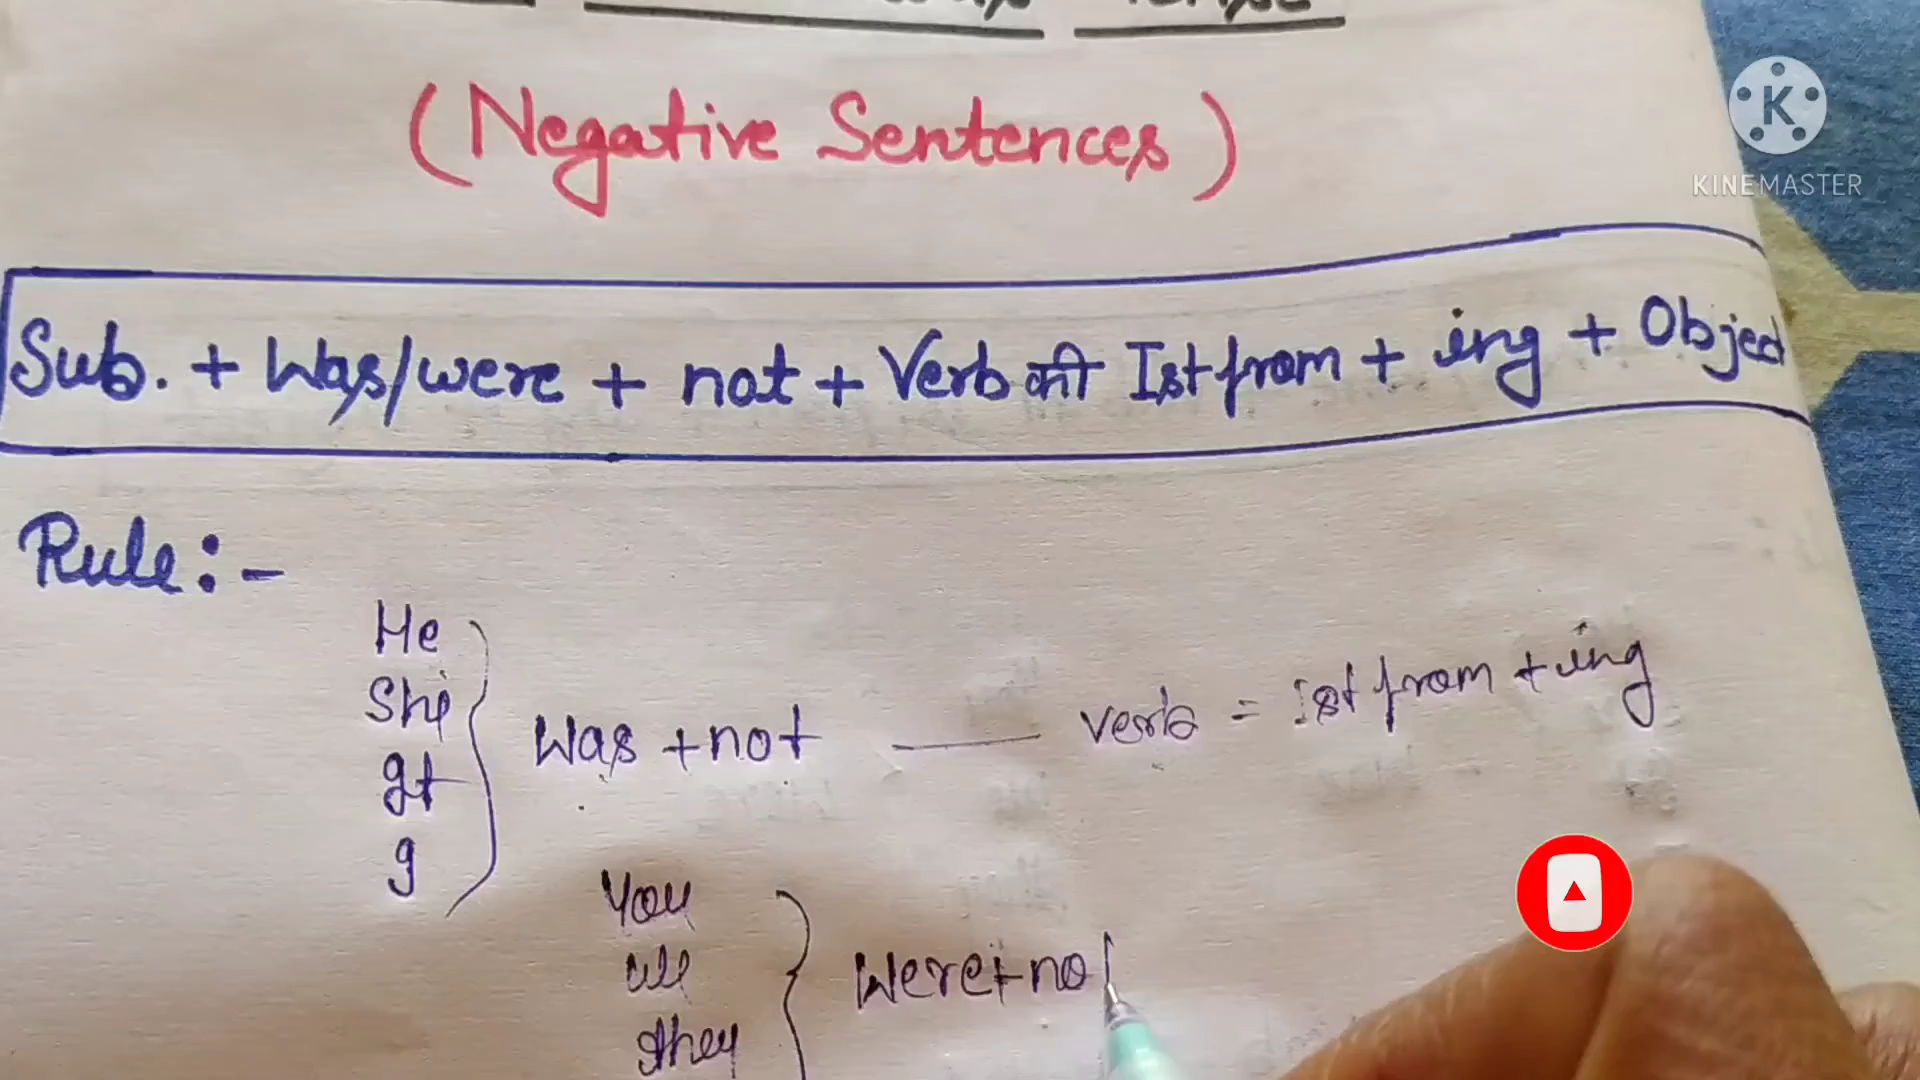 (Negative Sentences)
KINEMASTER
Sub. + Was/were + not + Verb की Ist from + ing + Object
Rule:-
He
She
It
I
Was + not — verb = Ist from + ing
You
we
they
Were + not